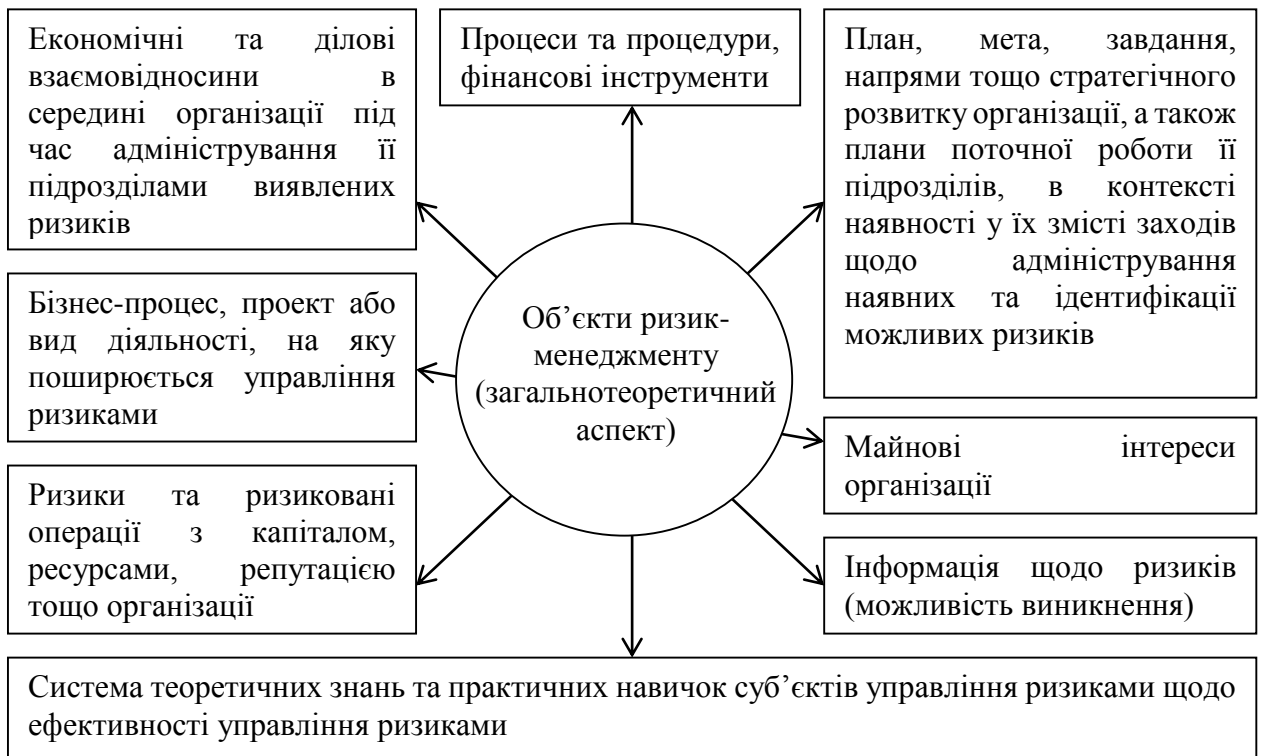 Економічні та ділові
взаємовідносини в
середині організації під
час адміністрування її
підрозділами виявлених
ризиків
Процеси та процедури,
фінансові інструменти
План, мета, завдання,
напрями тощо стратегічного
розвитку організації, а також
плани поточної роботи її
підрозділів, в контексті
наявності у їх змісті заходів
щодо адміністрування
наявних та ідентифікації
можливих ризиків
Бізнес-процес, проект або
вид діяльності, на яку
поширюється управління
ризиками
Об’єкти ризик-
менеджменту
(загальнотеоретичний
аспект)
Майнові інтереси
організації
Ризики та ризиковані
операції з капіталом,
ресурсами, репутацією
тощо організації
Інформація щодо ризиків
(можливість виникнення)
Система теоретичних знань та практичних навичок суб’єктів управління ризиками щодо
ефективності управління ризиками